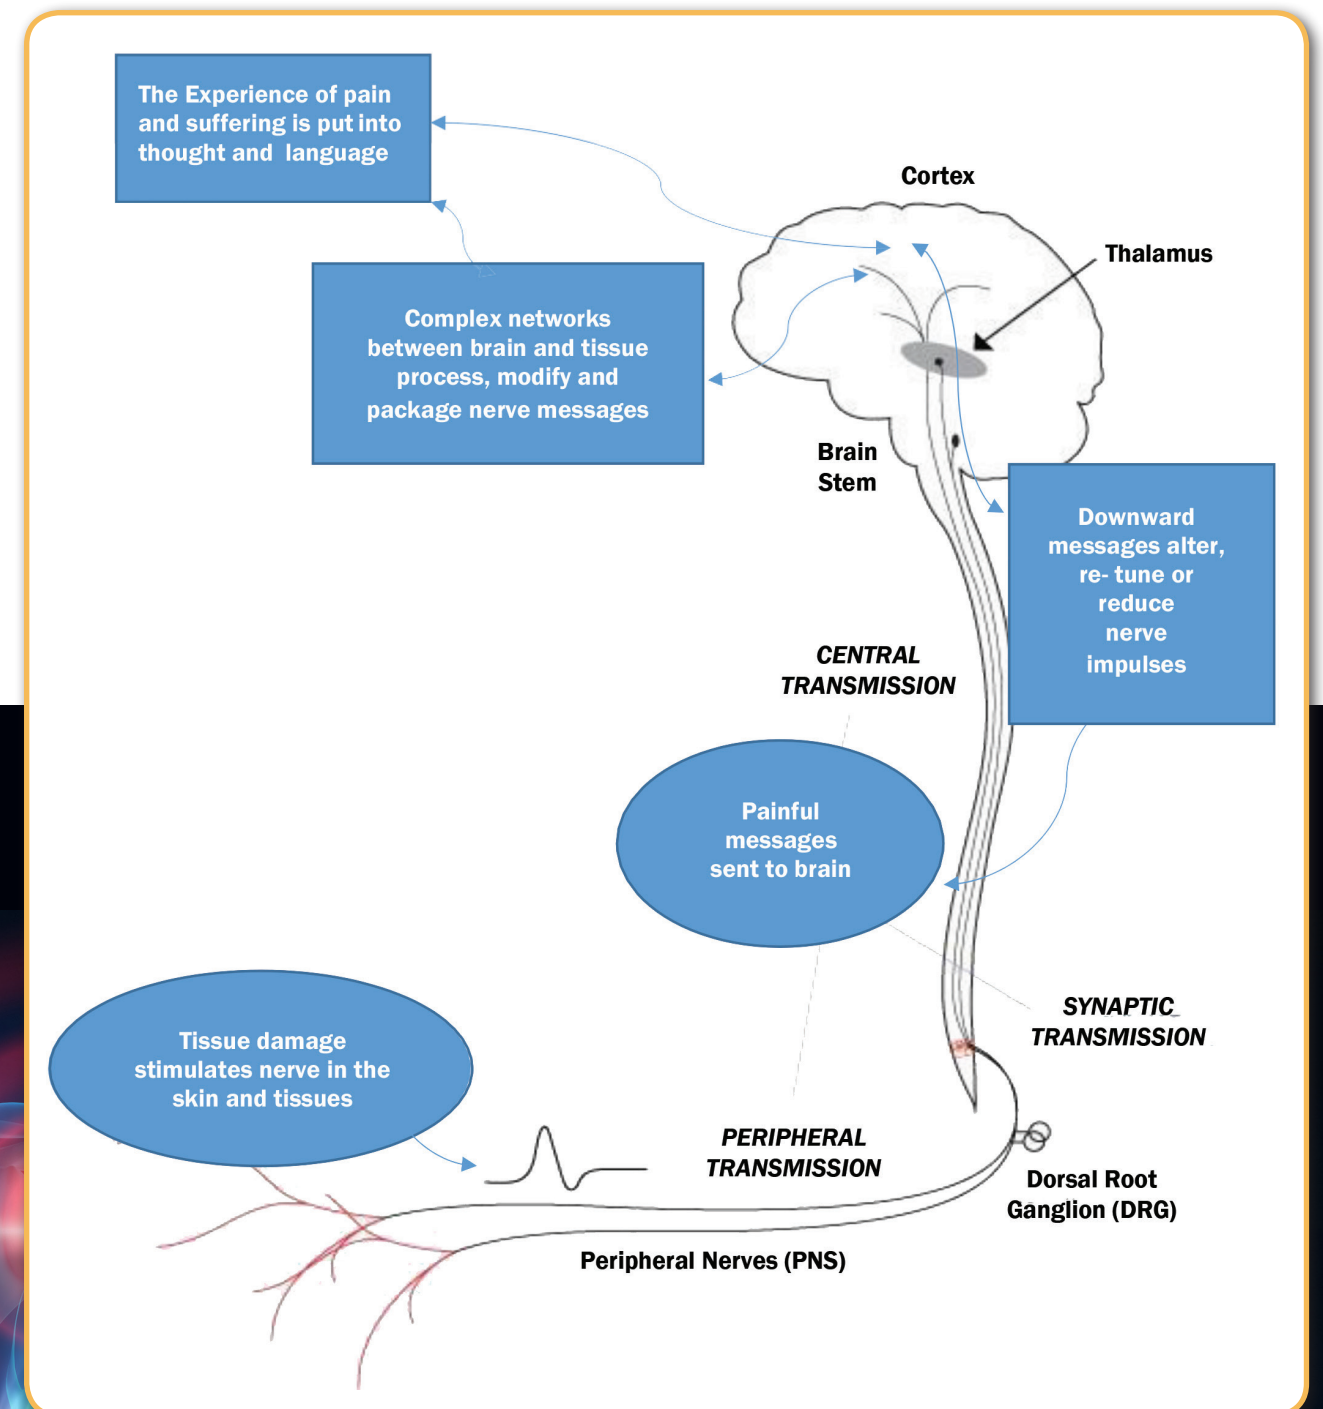 The Experience of pain
and suffering is put into
thought and language
Cortex
Thalamus
Complex networks
between brain and tissue
process, modify and
package nerve messages
Brain
Stem
Downward
messages alter,
re- tune or
reduce
nerve
impulses
CENTRAL
TRANSMISSION
Painful
messages
sent to brain
SYNAPTIC
TRANSMISSION
Tissue damage
stimulates nerve in the
skin and tissues
PERIPHERAL
TRANSMISSION
Dorsal Root
Ganglion (DRG)
Peripheral Nerves (PNS)